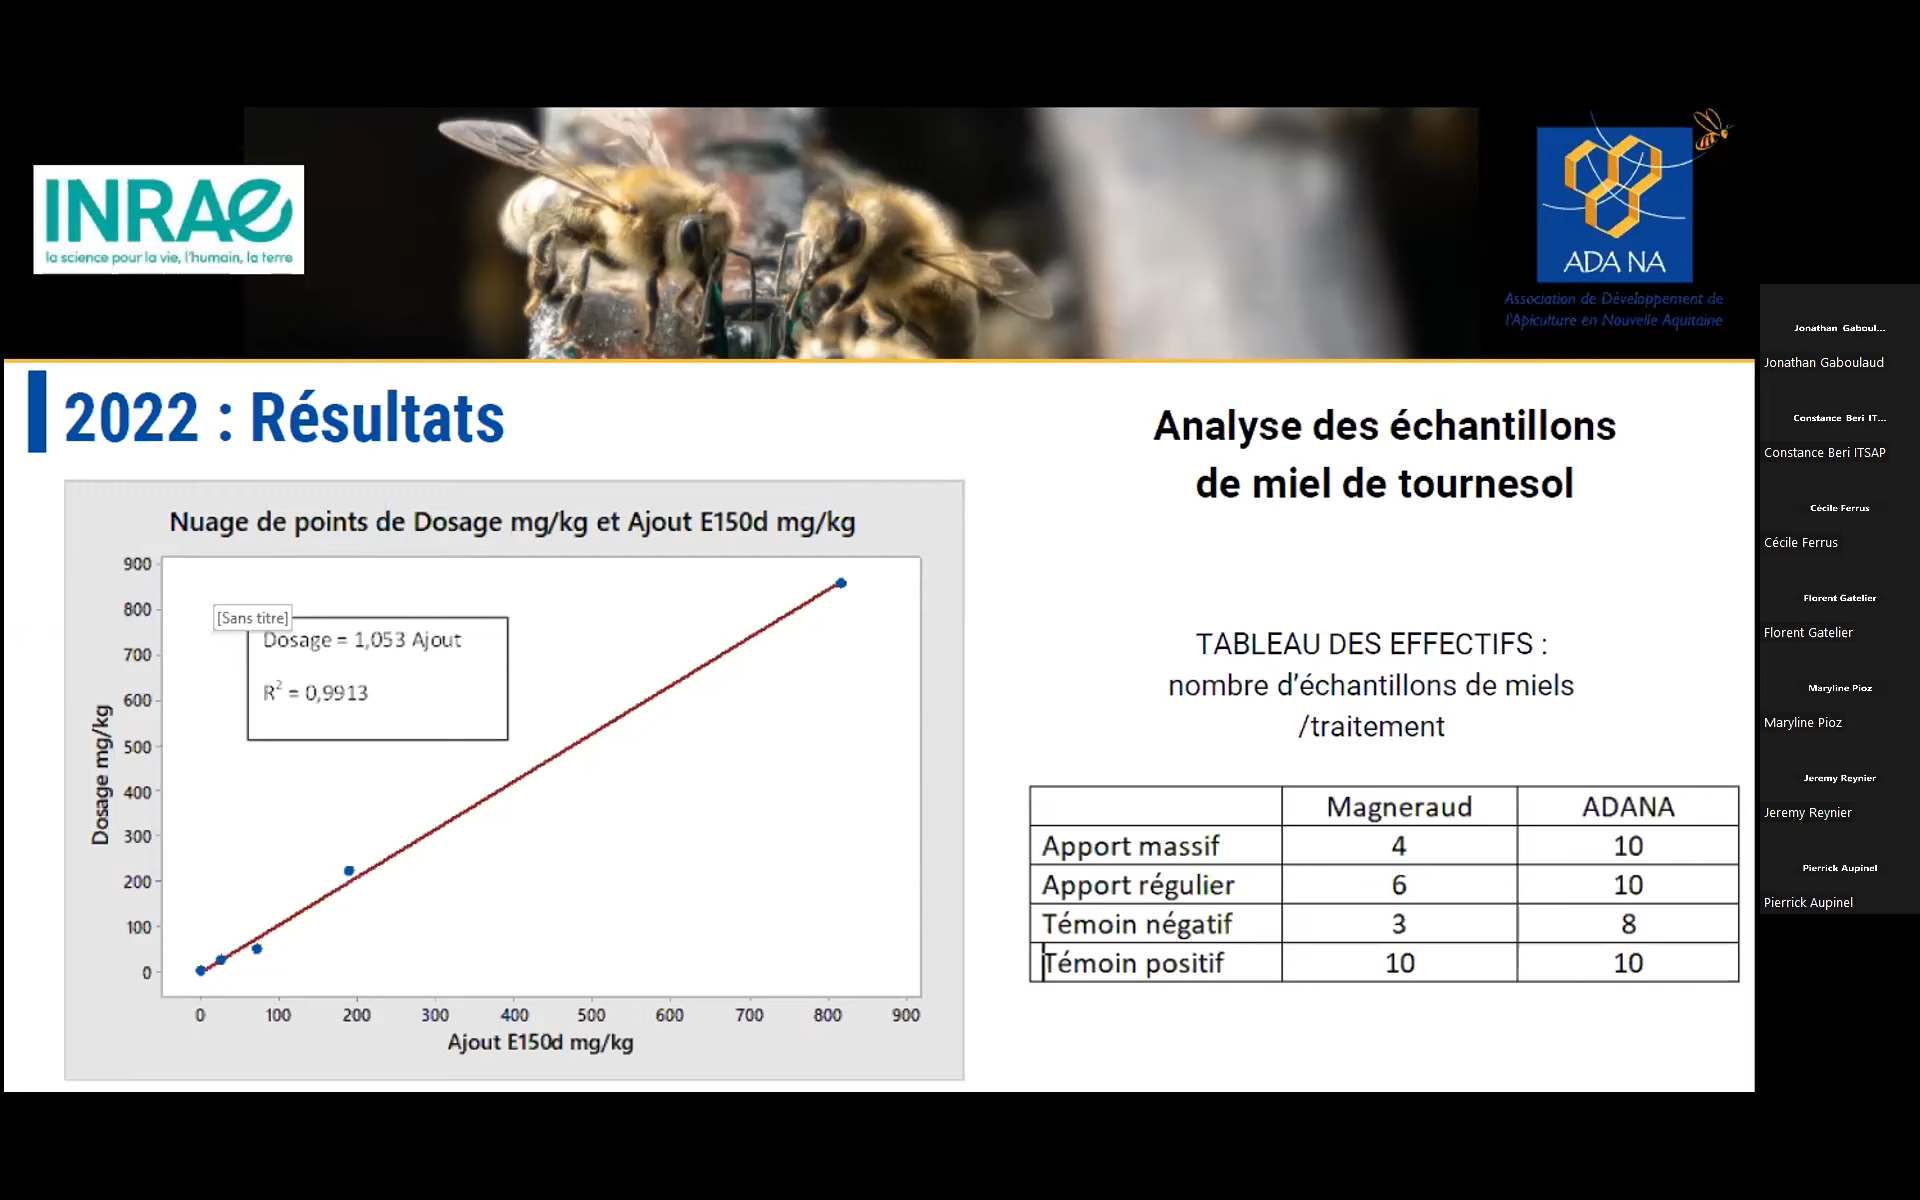 INRAE
la science pour la vie, l'humain, la terre
ADA NA
Association de Développement de
l'Apiculture en Nouvelle Aquitaine
2022 : Résultats
Nuage de points de Dosage mg/kg et Ajout E150d mg/kg
[Sans titre]
Dosage = 1,053 Ajout
R² = 0,9913
Dosage mg/kg
900
800
700
600
500
400
300
200
100
0
0 100 200 300 400 500 600 700 800 900
Ajout E150d mg/kg
Analyse des échantillons
de miel de tournesol
TABLEAU DES EFFECTIFS :
nombre d'échantillons de miels
/traitement
Magneraud ADANA
Apport massif 4 10
Apport régulier 6 10
Témoin négatif 3 8
Témoin positif 10 10
Jonathan Gaboul...
Jonathan Gaboulaud
Constance Beri IT...
Constance Beri ITSAP
Cécile Ferrus
Cécile Ferrus
Florent Gatelier
Florent Gatelier
Maryline Pioz
Maryline Pioz
Jeremy Reynier
Jeremy Reynier
Pierrick Aupinel
Pierrick Aupinel